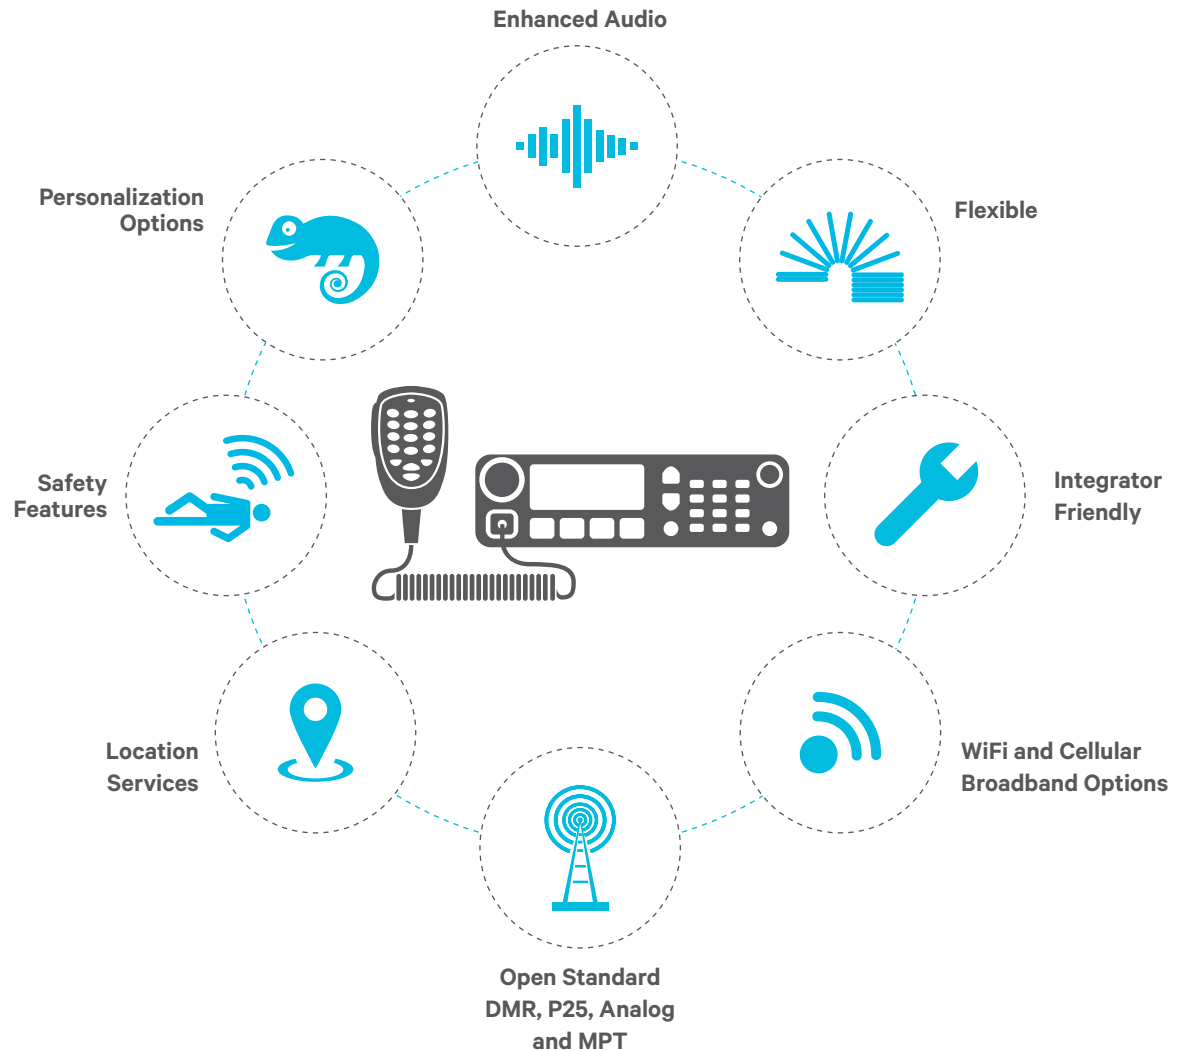 Enhanced Audio
Personalization
Options
Flexible
Safety
Features
Integrator
Friendly
Location
Services
WiFi and Cellular
Broadband Options
Open Standard
DMR, P25, Analog
and MPT